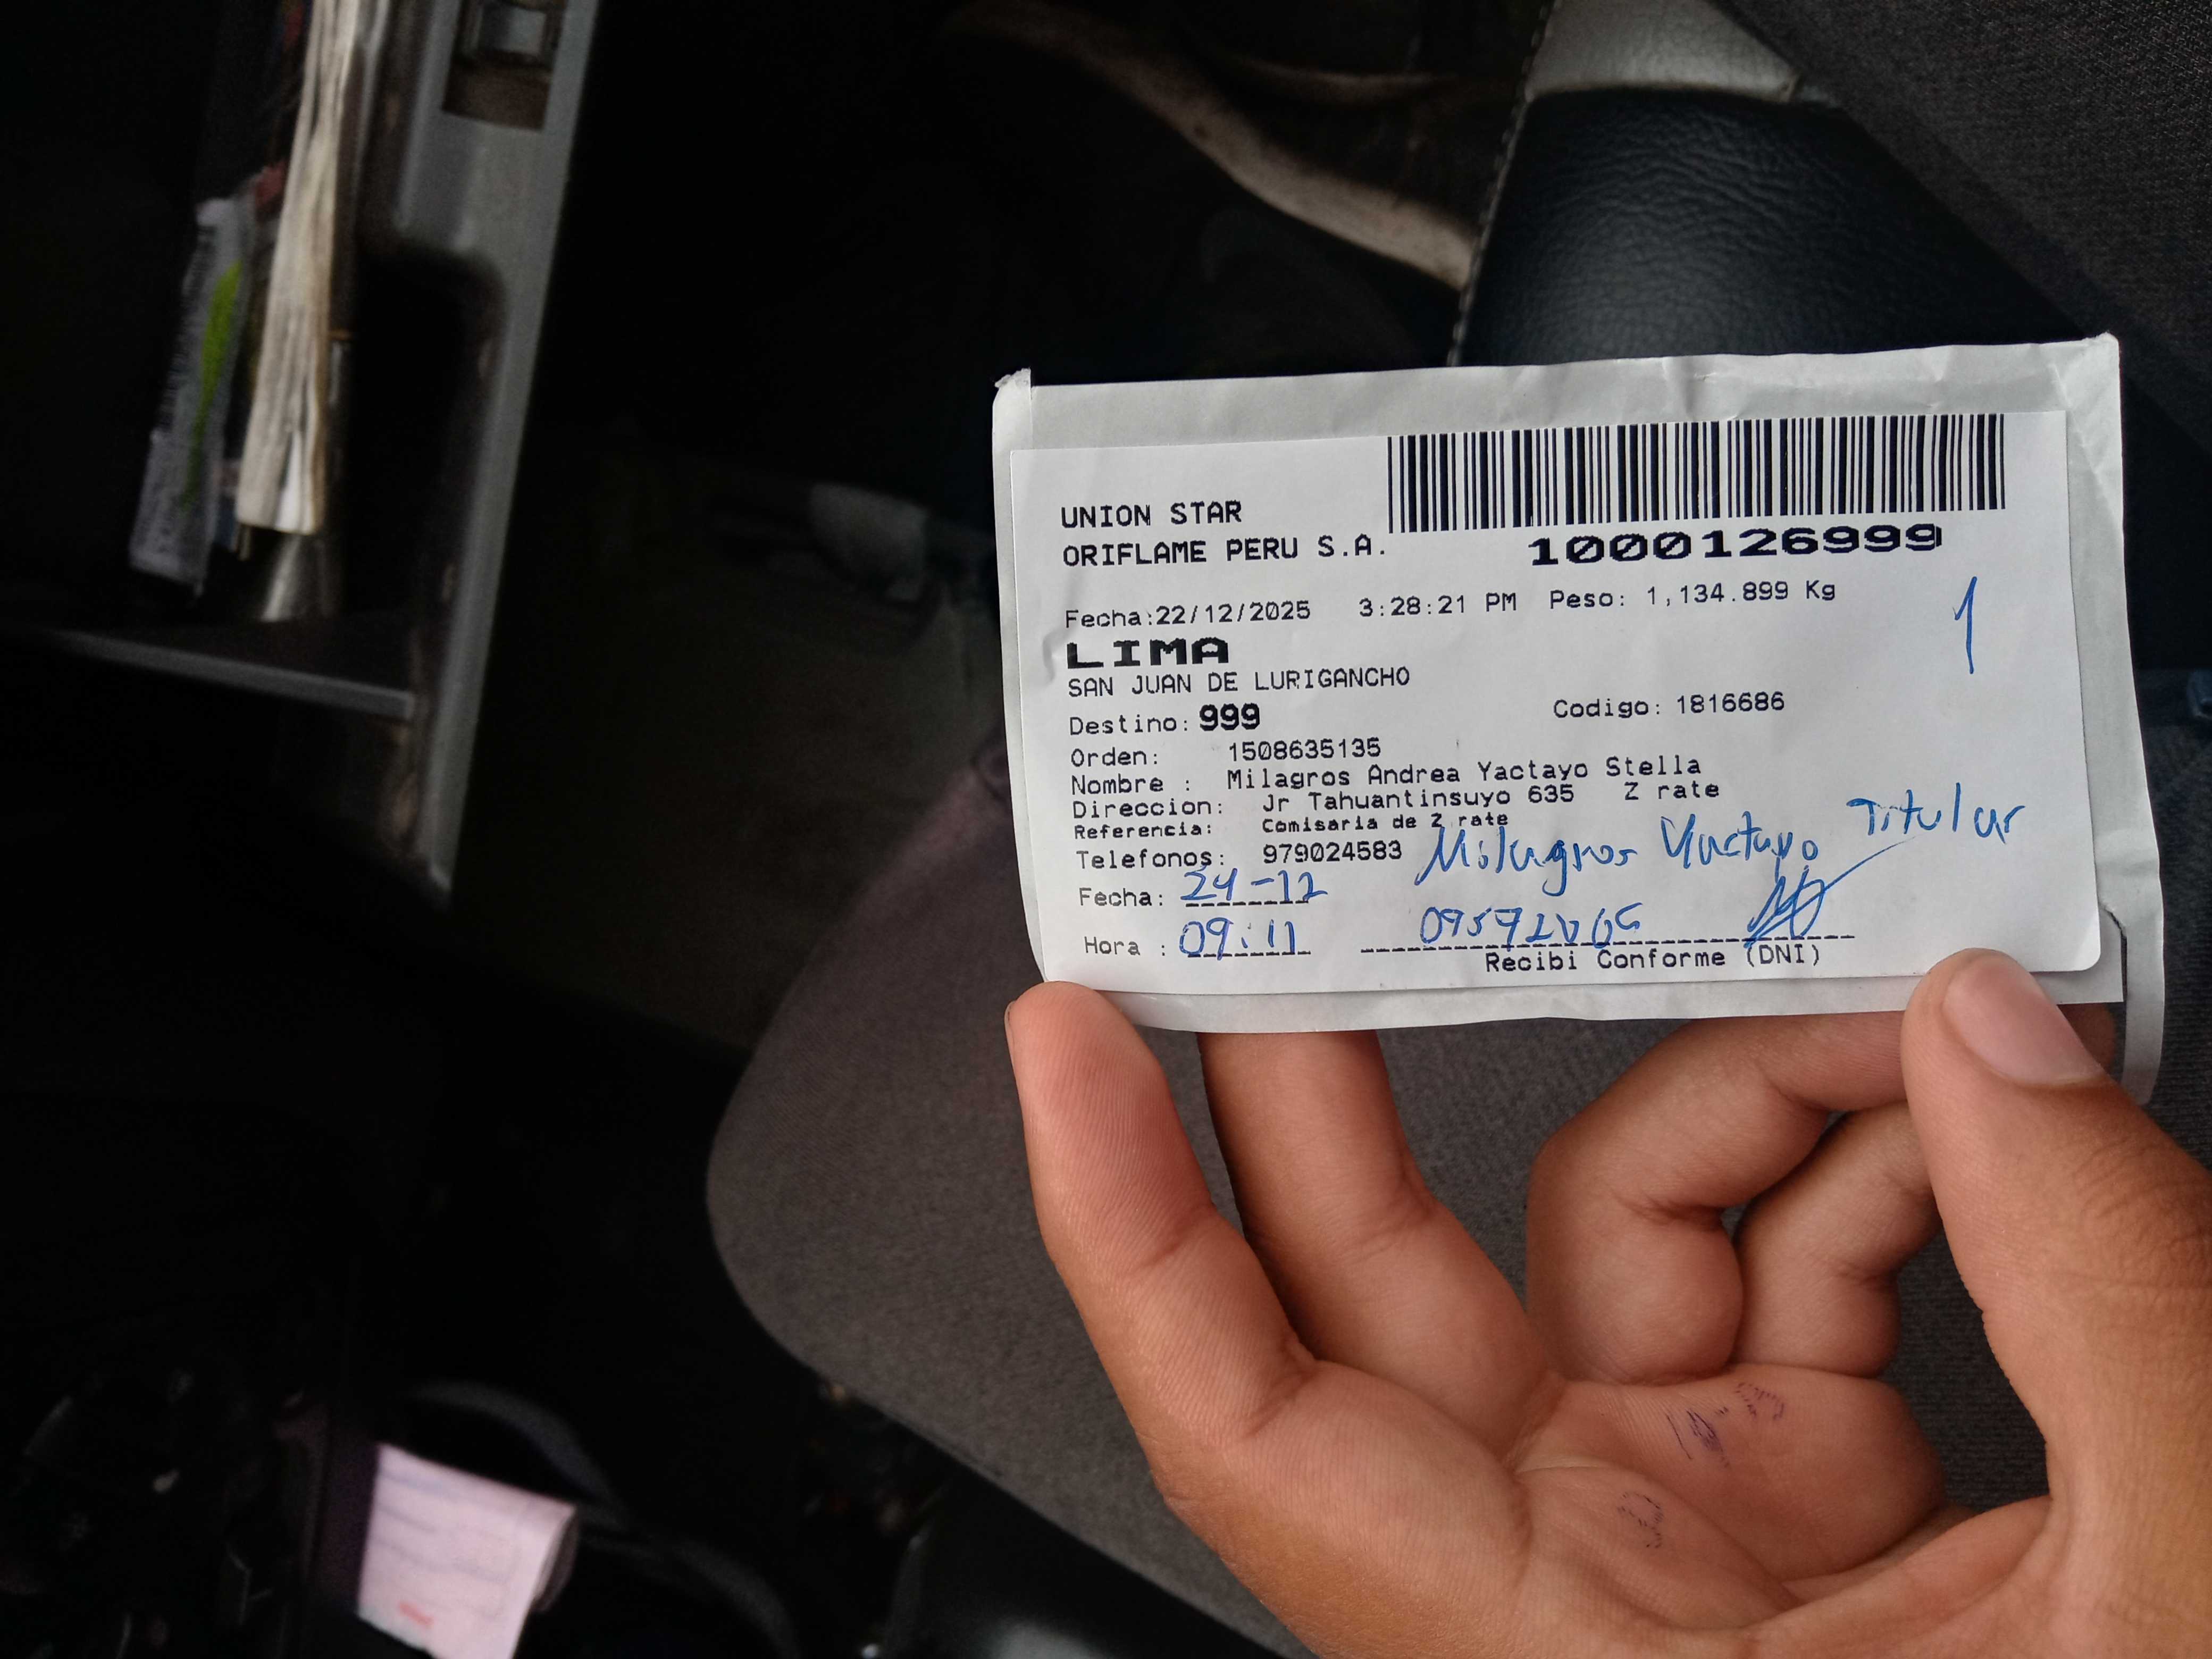 UNION STAR
ORIFLAME PERU S.A.
1000126999
Fecha:22/12/2025 3:28:21 PM Peso: 1,134.899 Kg
1
LIMA
SAN JUAN DE LURIGANCHO
Destino: 999 Codigo: 1816686
Orden: 1508635135
Nombre : Milagros Andrea Yactayo Stella
Direccion: Jr Tahuantinsuyo 635 Z rate
Referencia: Comisaria de Z rate
Telefonos: 979024583 Milagros Yactayo Titular
Fecha: 24-12
Hora : 09:11
Recibi Conforme (DNI)